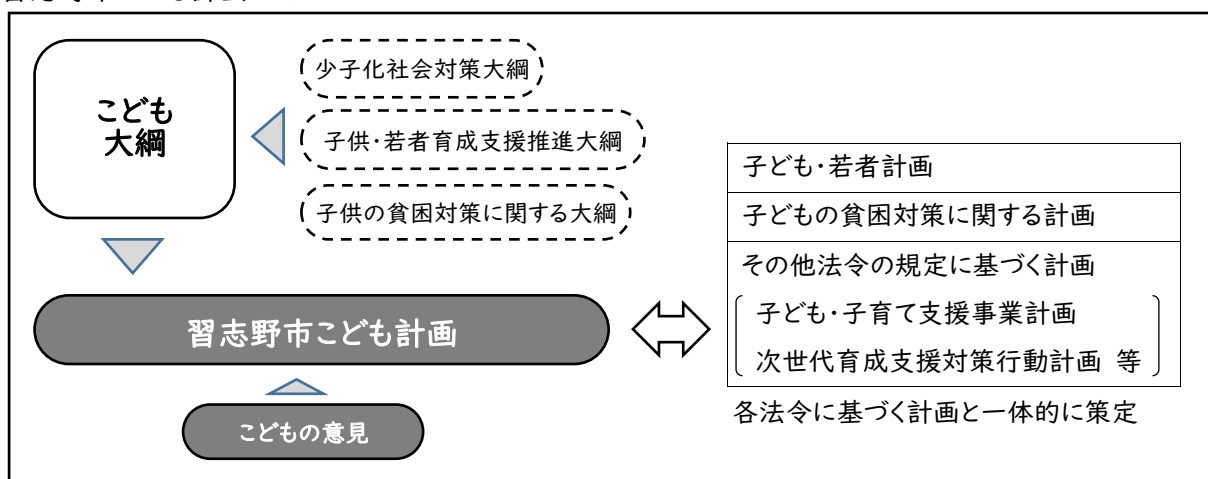 こども
大綱
少子化社会対策大綱
子供・若者育成支援推進大綱
子供の貧困対策に関する大綱
習志野市こども計画
こどもの意見
子ども・若者計画
子どもの貧困対策に関する計画
その他法令の規定に基づく計画
子ども・子育て支援事業計画
次世代育成支援対策行動計画 等
各法令に基づく計画と一体的に策定